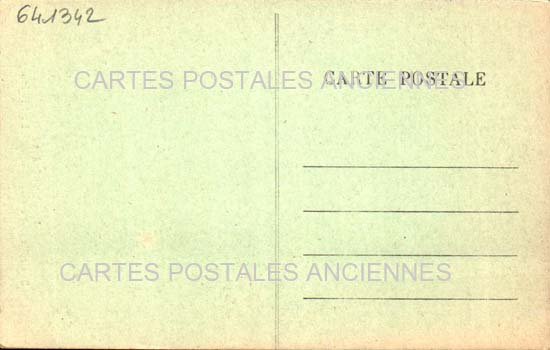 641342
CARTES POSTALES ANCIENNES
CARTE POSTALE
CARTES POSTALES ANCIENNES